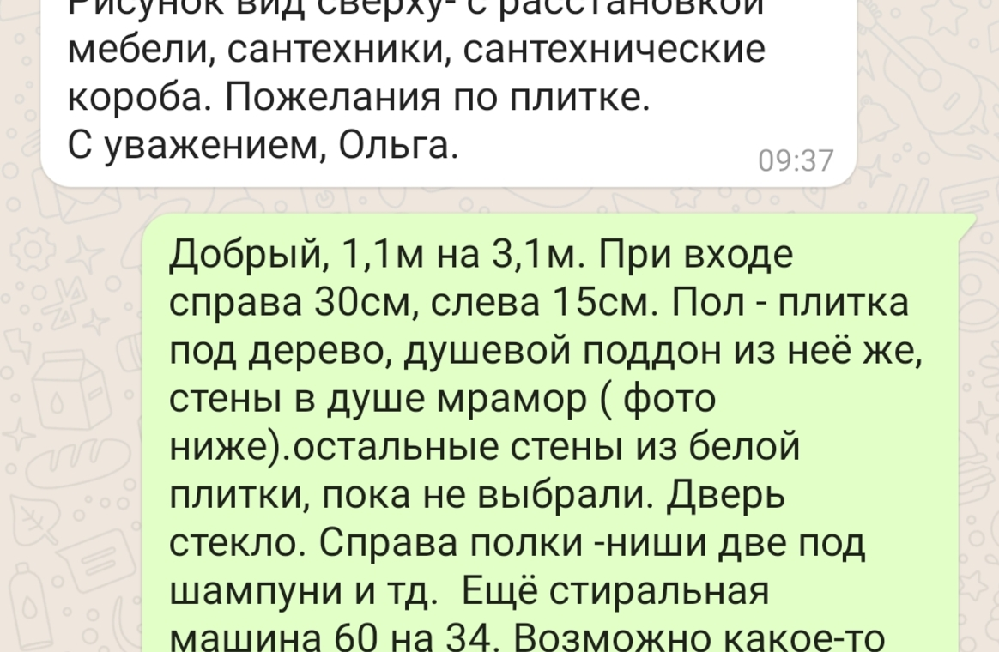 Рисунок вид сверху- с расстановкой
мебели, сантехники, сантехнические
короба. Пожелания по плитке.
С уважением, Ольга.
09:37
Добрый, 1,1м на 3,1м. При входе
справа 30см, слева 15см. Пол - плитка
под дерево, душевой поддон из неё же,
стены в душе мрамор ( фото
ниже).остальные стены из белой
плитки, пока не выбрали. Дверь
стекло. Справа полки -ниши две под
шампуни и тд.  Ещё стиральная
машина 60 на 34. Возможно какое-то